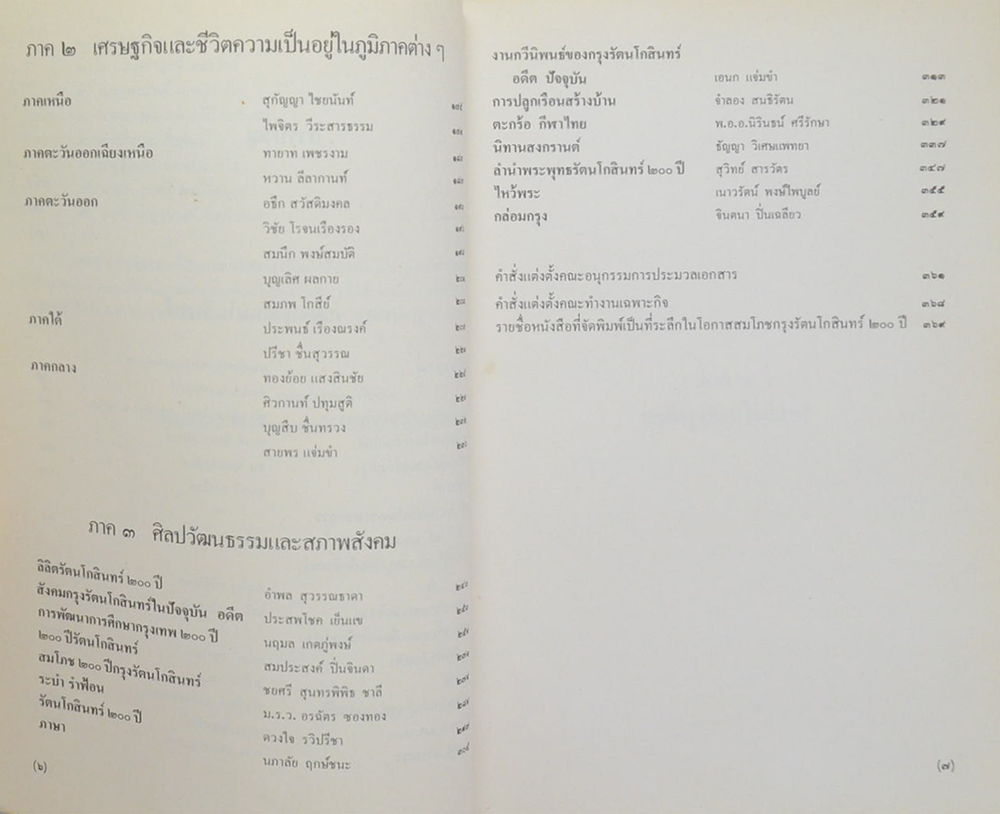 ภาค ๒ เศรษฐกิจและชีวิตความเป็นอยู่ในภูมิภาคต่าง ๆ
ภาคเหนือ สุกัญญา ไชยนันท์
ไพจิตร วีระสารธรรม
ภาคตะวันออกเฉียงเหนือ ทายาท เพชรงาม
หวาน ลีลากานท์
ภาคตะวันออก อธึก สวัสดิมงคล
วิชัย โรจนเรืองรอง
สมนึก พงษ์สมบัติ
บุญเลิศ ผลกาย
สมภพ โกสีย์
ภาคใต้ ประพนธ์ เรืองณรงค์
ปรีชา ชื่นสุวรรณ
ภาคกลาง ทองย้อย แสงสินชัย
ศิวกานท์ ปทุมสูติ
บุญสืบ ชื่นทรวง
สายพร แจ่มขำ
ภาค ๓ ศิลปวัฒนธรรมและสภาพสังคม
ลิลิตรัตนโกสินทร์ ๒๐๐ ปี อำพล สุวรรณธาดา
สังคมกรุงรัตนโกสินทร์ในปัจจุบัน อดีต ประสพโชค เย็นแข
การพัฒนาการศึกษากรุงเทพ ๒๐๐ ปี นฤมล เกตภู่พงษ์
๒๐๐ ปีรัตนโกสินทร์ สมประสงค์ ปิ่นจินดา
สมโภช ๒๐๐ ปีกรุงรัตนโกสินทร์ ชยศรี สุนทรพิพิธ ชาลี
ระบำ รำฟ้อน ม.ร.ว. อรฉัตร ซองทอง
รัตนโกสินทร์ ๒๐๐ ปี ดวงใจ รวิปรีชา
ภาษา นภาลัย ฤกษ์ชนะ
(๖)
งานกวีนิพนธ์ของกรุงรัตนโกสินทร์
อดีต ปัจจุบัน เอนก แจ่มขำ ๓๑๓
การปลูกเรือนสร้างบ้าน จำลอง สนธิรัตน ๓๒๑
ตะกร้อ กีฬาไทย พ.อ.อ.นิรินธน์ ศรีรักษา ๓๒๙
นิทานสงกรานต์ ธัญญา วิเศษแพทยา ๓๓๗
ลำนำพระพุทธรัตนโกสินทร์ ๒๐๐ ปี สุวิทย์ สารวัตร ๓๔๗
ไหว้พระ เนาวรัตน์ พงษ์ไพบูลย์ ๓๕๕
กล่อมกรุง จินตนา ปิ่นเฉลียว ๓๕๙
คำสั่งแต่งตั้งคณะอนุกรรมการประมวลเอกสาร ๓๖๑
คำสั่งแต่งตั้งคณะทำงานเฉพาะกิจ ๓๖๘
รายชื่อหนังสือที่จัดพิมพ์เป็นที่ระลึกในโอกาสสมโภชกรุงรัตนโกสินทร์ ๒๐๐ ปี ๓๖๙
(๗)